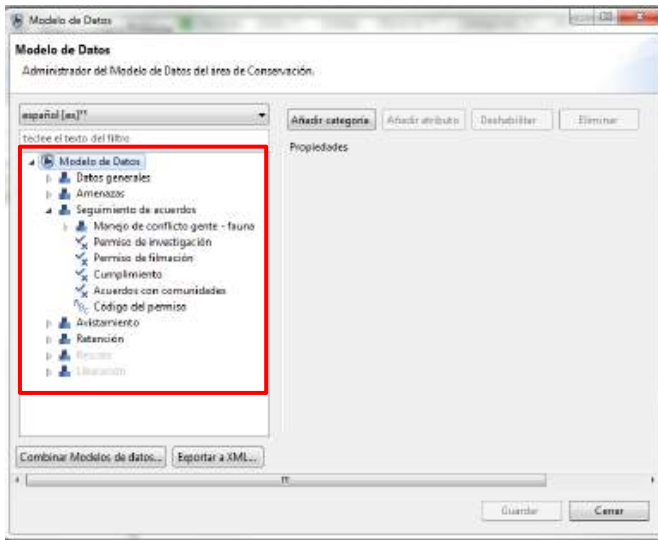 Modelo de Datos
Modelo de Datos
Administrador del Modelo de Datos del área de Conservación.
español [es]**
teclee el texto del filtro
Añadir categoría
Añadir atributo
Deshabilitar
Eliminar
Propiedades
Modelo de Datos
Datos generales
Amenazas
Seguimiento de acuerdos
Manejo de conflicto gente - fauna
Permiso de investigación
Permiso de filmación
Cumplimiento
Acuerdos con comunidades
Código del permiso
Avistamiento
Retención
Rescate
Liberación
Combinar Modelos de datos...
Exportar a XML...
Guardar
Cerrar